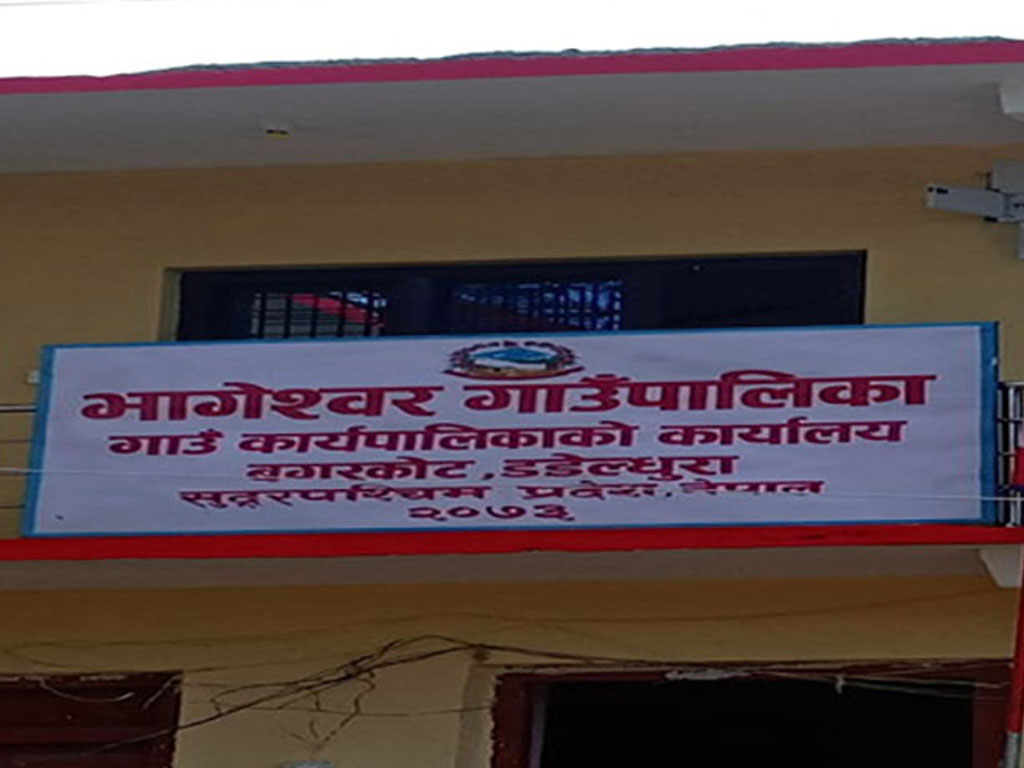 भागेश्वर गाउँपालिका
गाउँ कार्यपालिकाको कार्यालय
बगरकोट,डडेल्धुरा
सुदूरपश्चिम प्रदेश,नेपाल
२०७३